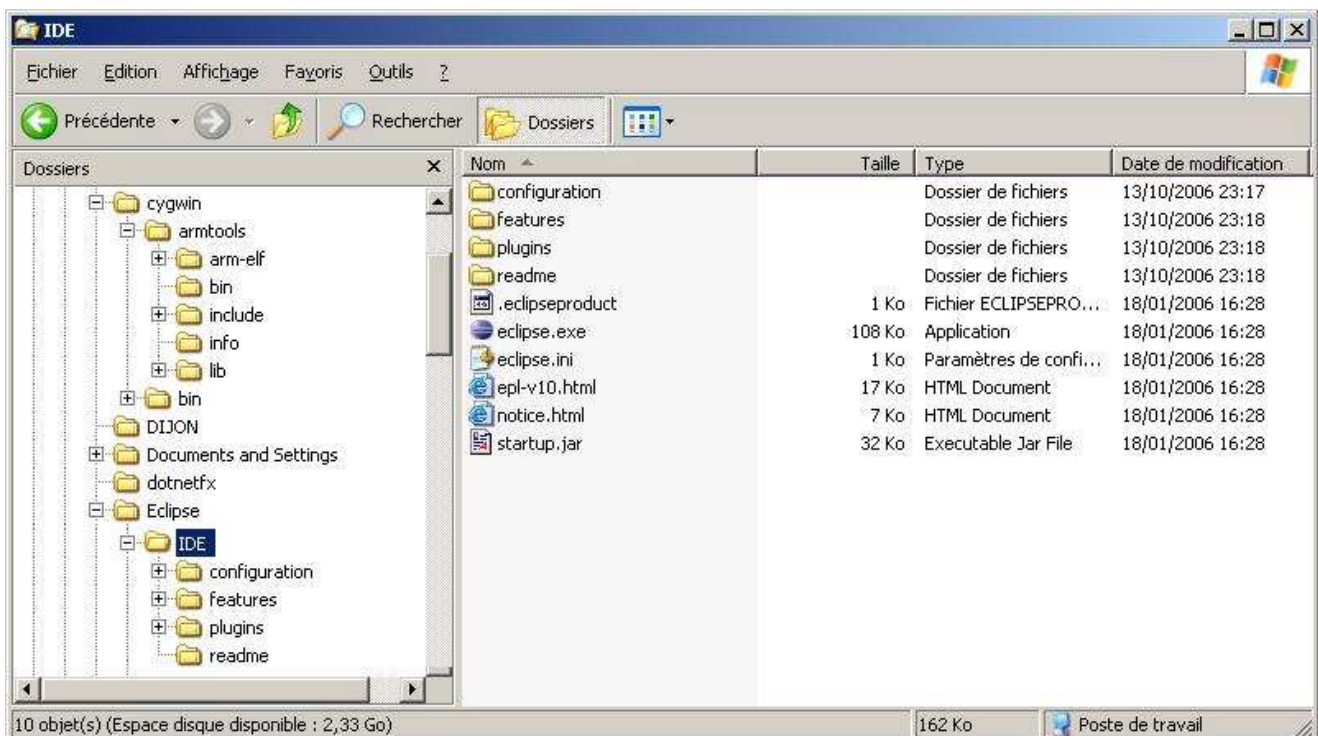 IDE
Fichier Edition Affichage Favoris Outils ?
Précédente Rechercher Dossiers
Dossiers
cygwin
armtools
arm-elf
bin
include
info
lib
bin
DIJON
Documents and Settings
dotnetfx
Eclipse
IDE
configuration
features
plugins
readme
Nom Taille Type Date de modification
configuration Dossier de fichiers 13/10/2006 23:17
features Dossier de fichiers 13/10/2006 23:18
plugins Dossier de fichiers 13/10/2006 23:18
readme Dossier de fichiers 13/10/2006 23:18
.eclipseproduct 1 Ko Fichier ECLIPSEPRO... 18/01/2006 16:28
eclipse.exe 108 Ko Application 18/01/2006 16:28
eclipse.ini 1 Ko Paramètres de confi... 18/01/2006 16:28
epl-v10.html 17 Ko HTML Document 18/01/2006 16:28
notice.html 7 Ko HTML Document 18/01/2006 16:28
startup.jar 32 Ko Executable Jar File 18/01/2006 16:28
10 objet(s) (Espace disque disponible : 2,33 Go) 162 Ko Poste de travail